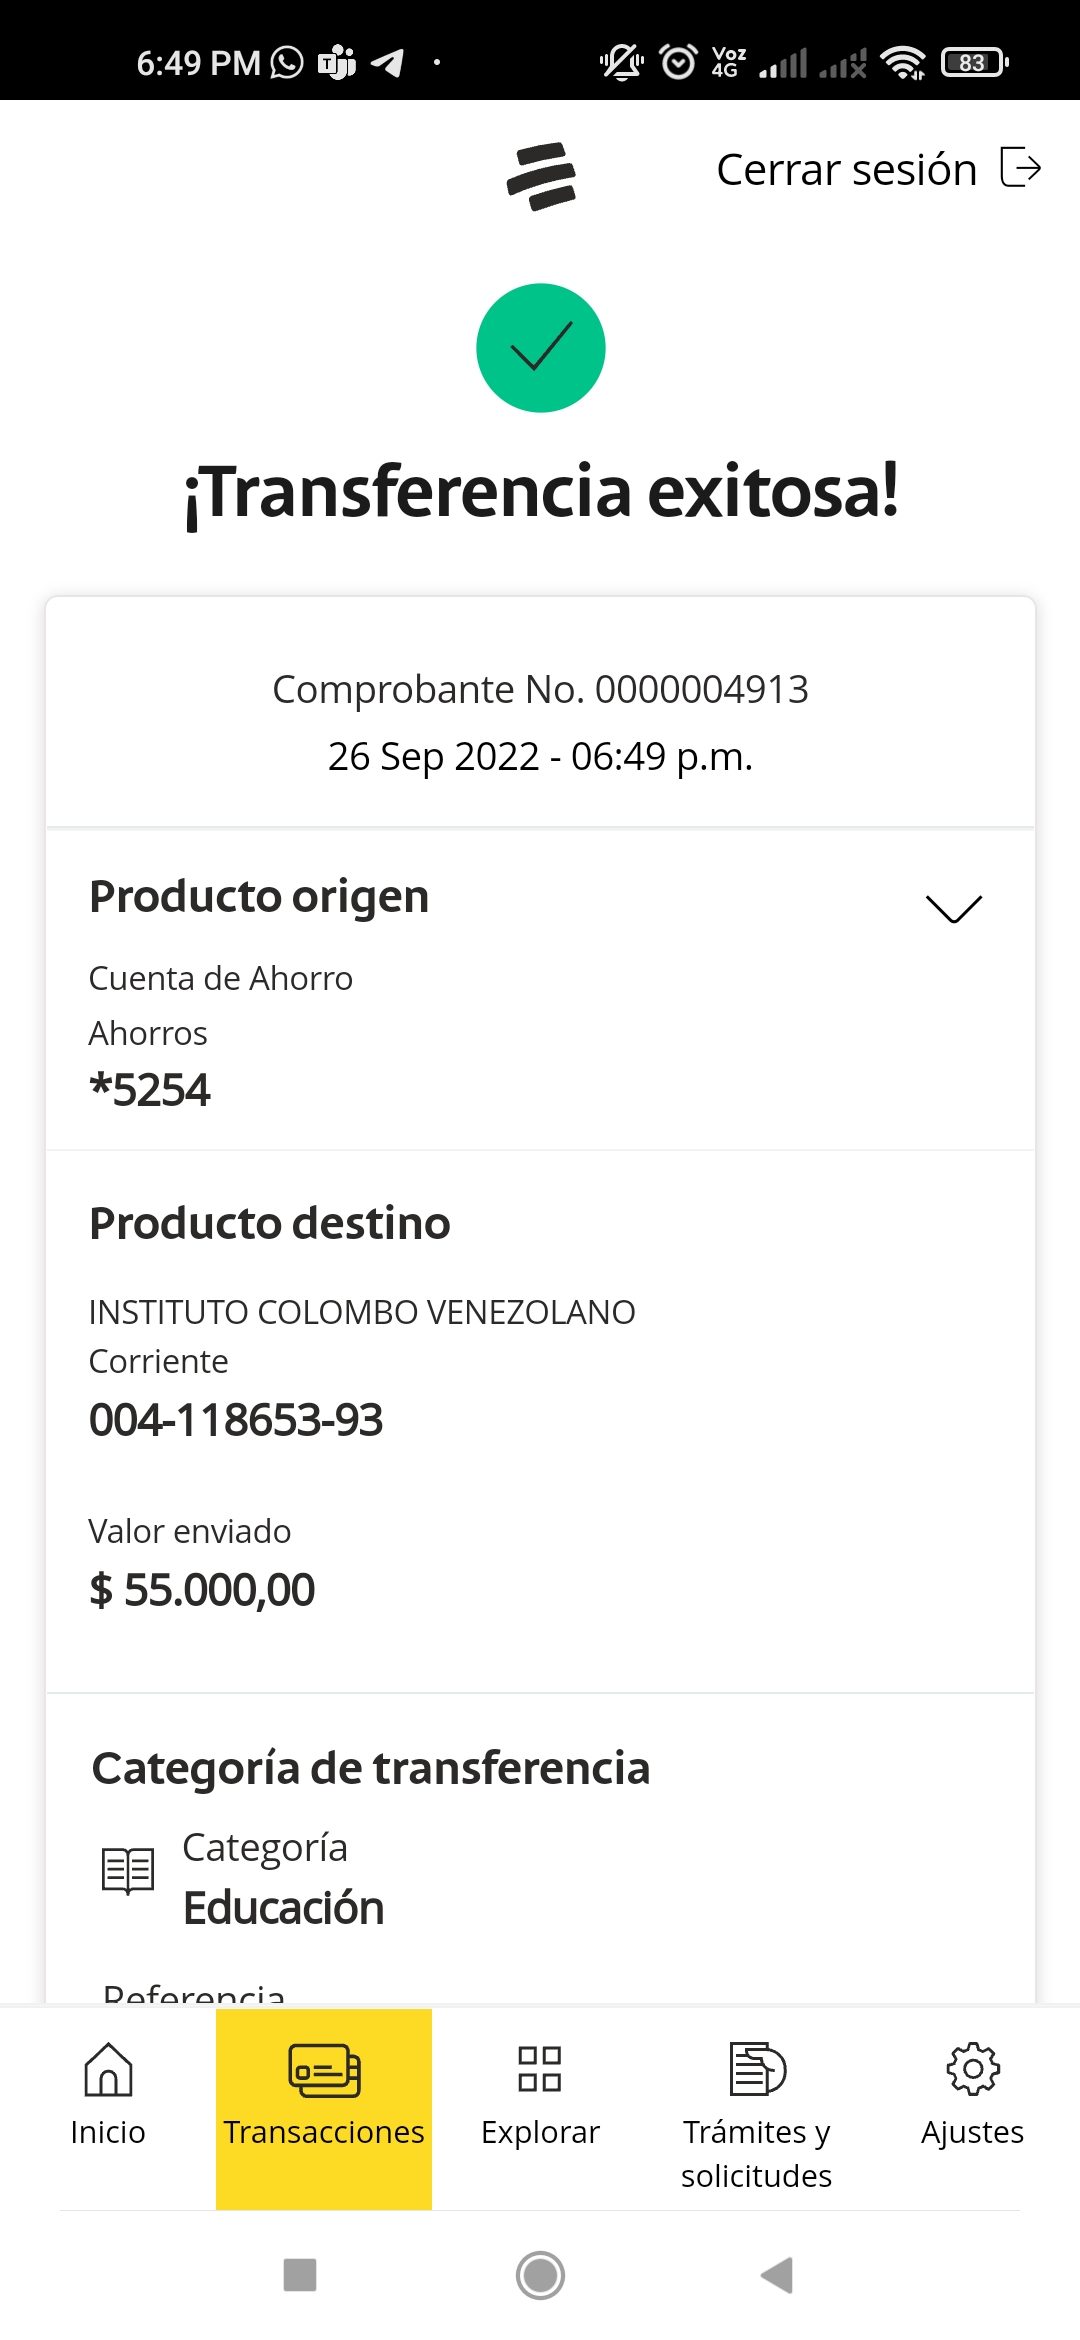 6:49 PM
Voz
4G
83
Cerrar sesión
¡Transferencia exitosa!
Comprobante No. 0000004913
26 Sep 2022 - 06:49 p.m.
Producto origen
Cuenta de Ahorro
Ahorros
*5254
Producto destino
INSTITUTO COLOMBO VENEZOLANO
Corriente
004-118653-93
Valor enviado
$ 55.000,00
Categoría de transferencia
Categoría
Educación
Referencia
Inicio
Transacciones
Explorar
Trámites y
solicitudes
Ajustes